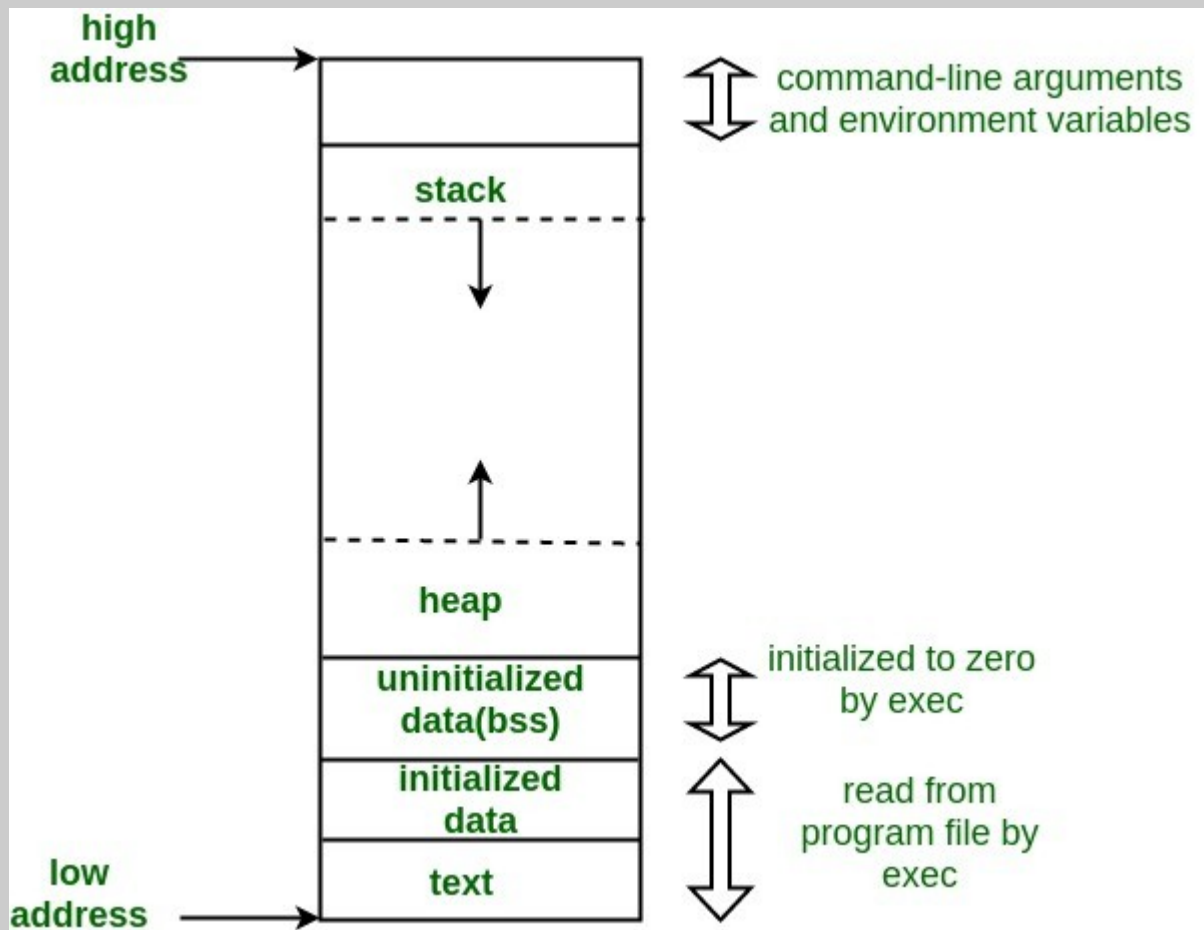 high
address
command-line arguments
and environment variables
stack
heap
uninitialized
data(bss)
initialized to zero
by exec
initialized
data
read from
program file by
exec
text
low
address